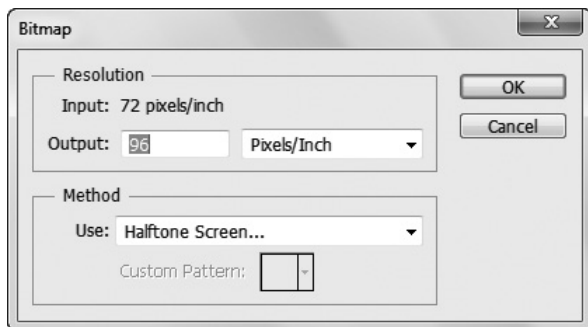 Bitmap
X
Resolution
Input: 72 pixels/inch
Output: 96 Pixels/Inch
OK
Cancel
Method
Use: Halftone Screen...
Custom Pattern: